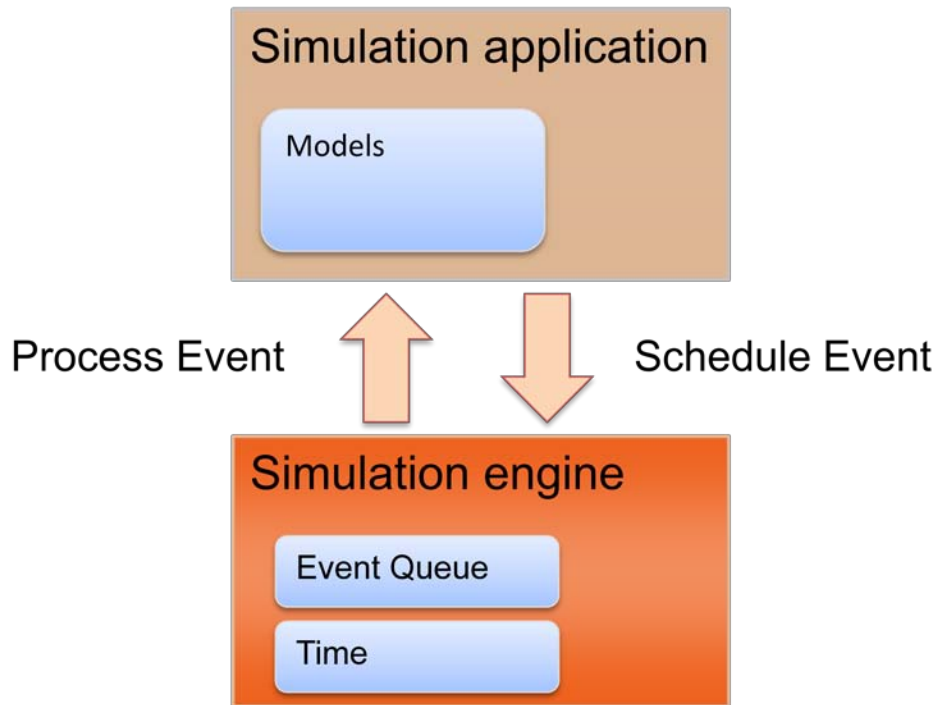 Simulation application
Models
Process Event
Schedule Event
Simulation engine
Event Queue
Time